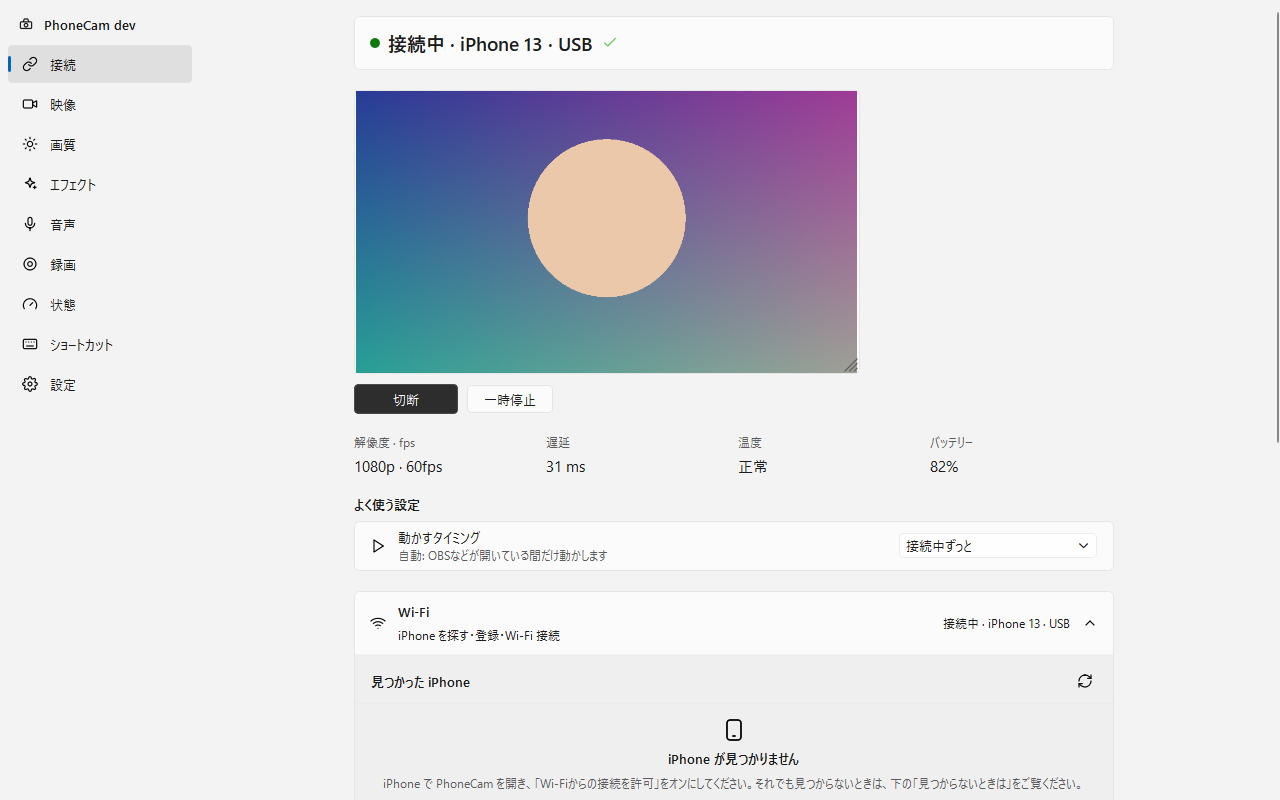 PhoneCam dev
接続
映像
画質
エフェクト
音声
録画
状態
ショートカット
設定
接続中 · iPhone 13 · USB
切断
一時停止
解像度 · fps
遅延
温度
バッテリー
1080p · 60fps
31 ms
正常
82%
よく使う設定
動かすタイミング
自動: OBSなどが開いている間だけ動かします
接続中ずっと
Wi-Fi
iPhone を探す・登録・Wi-Fi 接続
接続中 · iPhone 13 · USB
見つかった iPhone
iPhone が見つかりません
iPhone で PhoneCam を開き、「Wi-Fiからの接続を許可」をオンにしてください。それでも見つからないときは、下の「見つからないときは」をご覧ください。